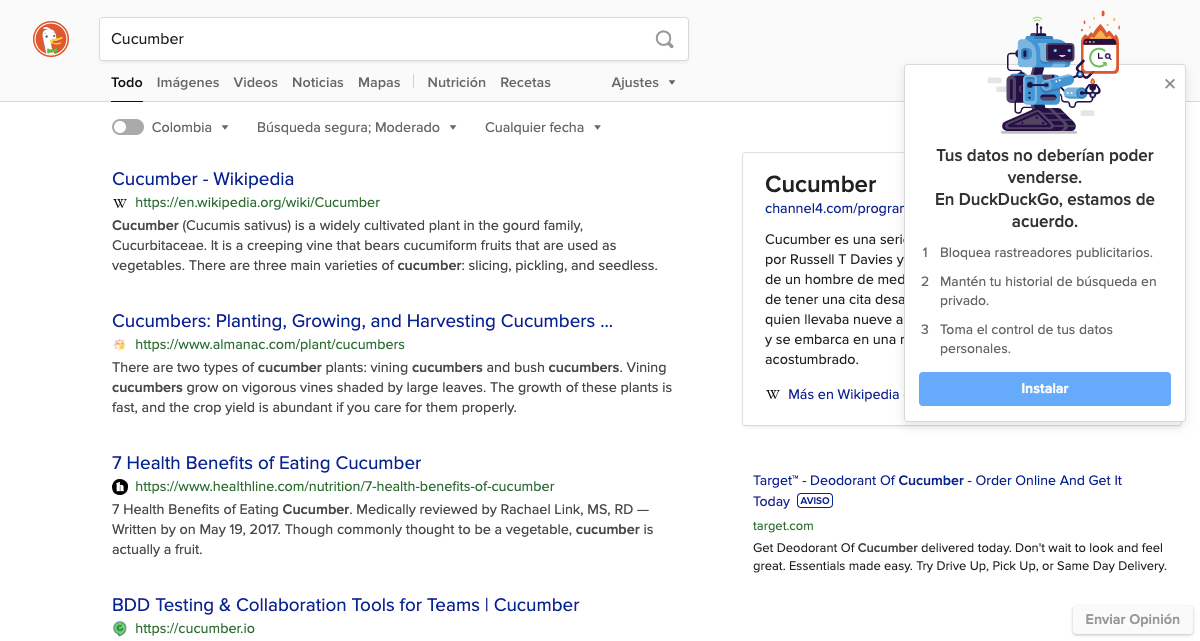 Cucumber
Todo Imágenes Videos Noticias Mapas Nutrición Recetas Ajustes
Colombia Búsqueda segura; Moderado Cualquier fecha
Cucumber - Wikipedia
https://en.wikipedia.org/wiki/Cucumber
Cucumber (Cucumis sativus) is a widely cultivated plant in the gourd family,
Cucurbitaceae. It is a creeping vine that bears cucumiform fruits that are used as
vegetables. There are three main varieties of cucumber: slicing, pickling, and seedless.
Cucumbers: Planting, Growing, and Harvesting Cucumbers ...
https://www.almanac.com/plant/cucumbers
There are two types of cucumber plants: vining cucumbers and bush cucumbers. Vining
cucumbers grow on vigorous vines shaded by large leaves. The growth of these plants is
fast, and the crop yield is abundant if you care for them properly.
7 Health Benefits of Eating Cucumber
https://www.healthline.com/nutrition/7-health-benefits-of-cucumber
7 Health Benefits of Eating Cucumber. Medically reviewed by Rachael Link, MS, RD —
Written by on May 19, 2017. Though commonly thought to be a vegetable, cucumber is
actually a fruit.
BDD Testing & Collaboration Tools for Teams | Cucumber
https://cucumber.io
Cucumber
channel4.com/program
Cucumber es una serie
por Russell T Davies y
de un hombre de med
de tener una cita desa
quien llevaba nueve a
y se embarca en una
acostumbrado.
W Más en Wikipedia
Tus datos no deberían poder
venderse.
En DuckDuckGo, estamos de
acuerdo.
1 Bloquea rastreadores publicitarios.
2 Mantén tu historial de búsqueda en
privado.
3 Toma el control de tus datos
personales.
Instalar
Target™ - Deodorant Of Cucumber - Order Online And Get It
Today AVISO
target.com
Get Deodorant Of Cucumber delivered today. Don't wait to look and feel
great. Essentials made easy. Try Drive Up, Pick Up, or Same Day Delivery.
Enviar Opinión